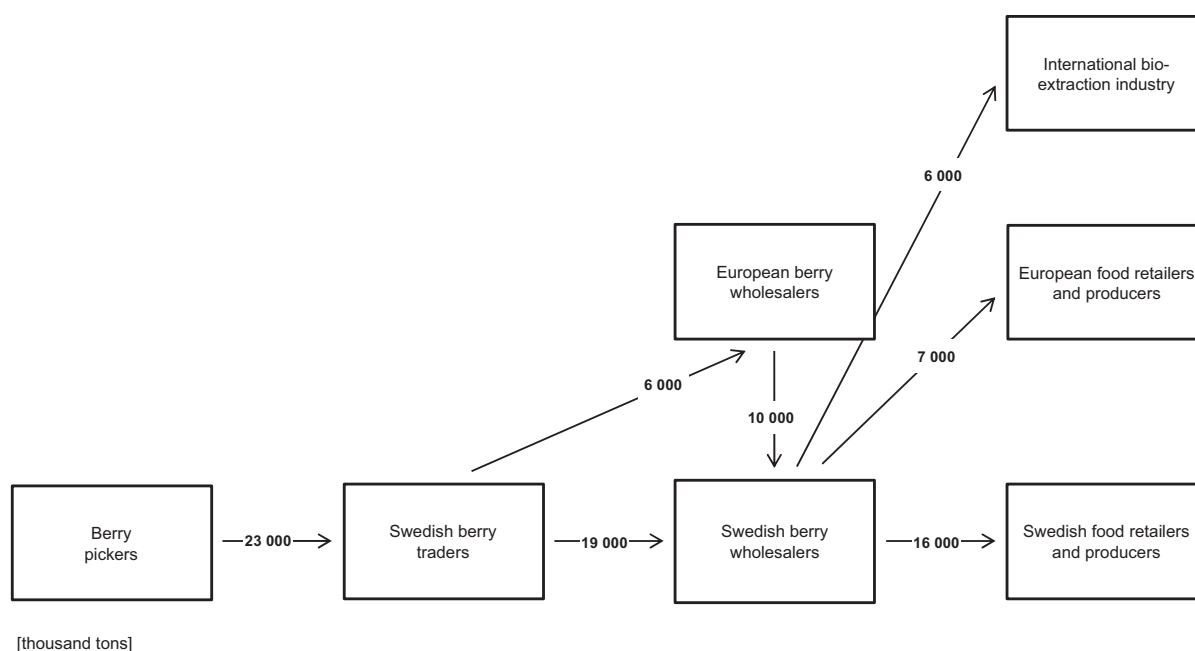 International bio-
extraction industry
6 000
European berry
wholesalers
European food retailers
and producers
7 000
6 000
10 000
Berry
pickers
23 000
Swedish berry
traders
19 000
Swedish berry
wholesalers
16 000
Swedish food retailers
and producers
[thousand tons]